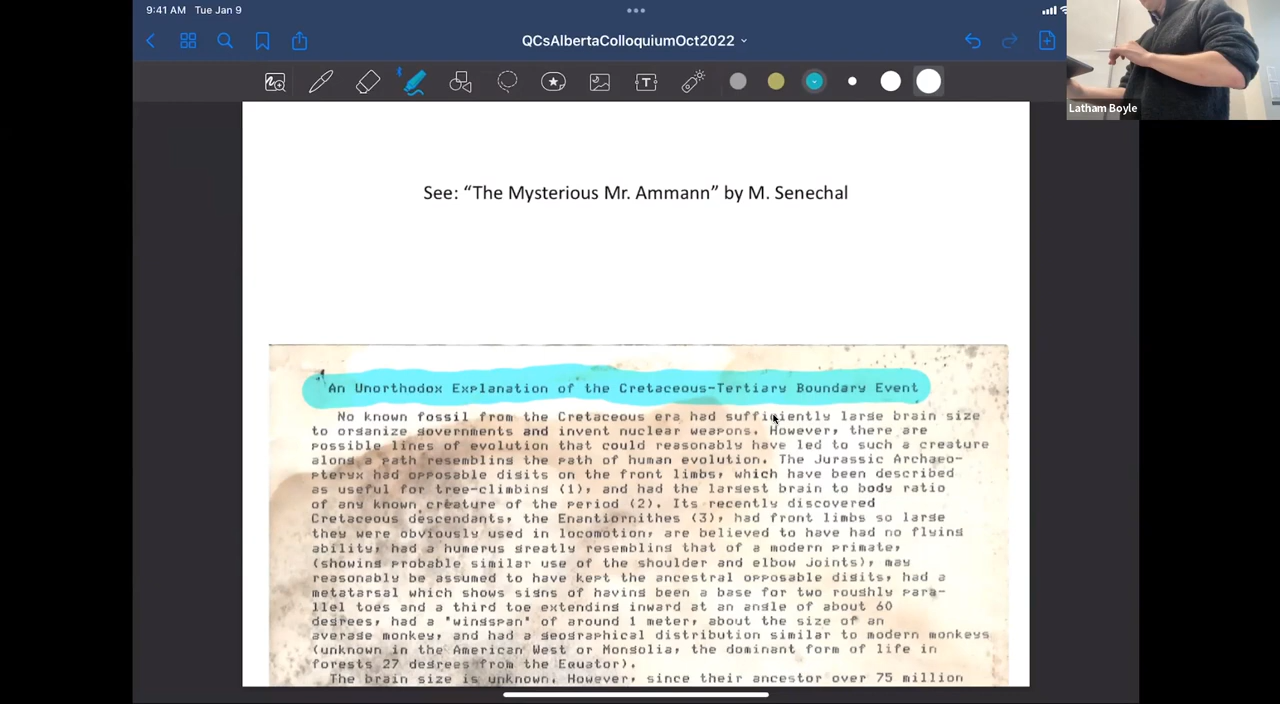 9:41 AM Tue Jan 9
QCsAlbertaColloquiumOct2022
Latham Boyle
See: “The Mysterious Mr. Ammann” by M. Senechal
An Unorthodox Explanation of the Cretaceous-Tertiary Boundary Event
No known fossil from the Cretaceous era had sufficiently large brain size
to organize governments and invent nuclear weapons. However, there are
possible lines of evolution that could reasonably have led to such a creature
along a path resembling the path of human evolution. The Jurassic Archaeo-
pteryx had opposable digits on the front limbs, which have been described
as useful for tree-climbing (1), and had the largest brain to body ratio
of any known creature of the period (2). Its recently discovered
Cretaceous descendants, the Enantiornithes (3), had front limbs so large
they were obviously used in locomotion, are believed to have had no flying
ability, had a humerus greatly resembling that of a modern primate,
(showing probable similar use of the shoulder and elbow joints), may
reasonably be assumed to have kept the ancestral opposable digits, had a
metatarsal which shows signs of having been a base for two roughly para-
llel toes and a third toe extending inward at an angle of about 60
degrees, had a "wingspan" of around 1 meter, about the size of an
average monkey, and had a geographical distribution similar to modern monkeys
(unknown in the American West or Mongolia, the dominant form of life in
forests 27 degrees from the Equator).
The brain size is unknown. However, since their ancestor over 75 million